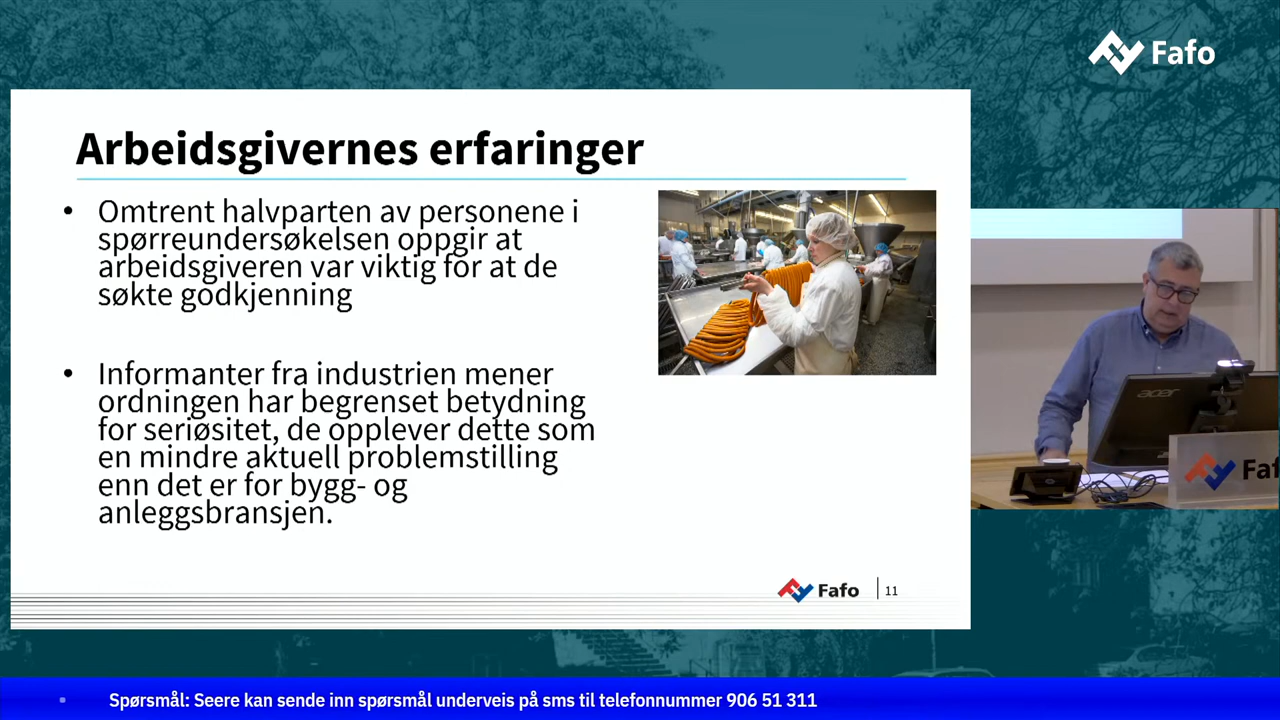 Fafo
Arbeidsgivernes erfaringer
• Omtrent halvparten av personene i
spørreundersøkelsen oppgir at
arbeidsgiveren var viktig for at de
søkte godkjenning
• Informanter fra industrien mener
ordningen har begrenset betydning
for seriøsitet, de opplever dette som
en mindre aktuell problemstilling
enn det er for bygg- og
anleggsbransjen.
Fafo | 11
acer
Faf
• Spørsmål: Seere kan sende inn spørsmål underveis på sms til telefonnummer 906 51 311